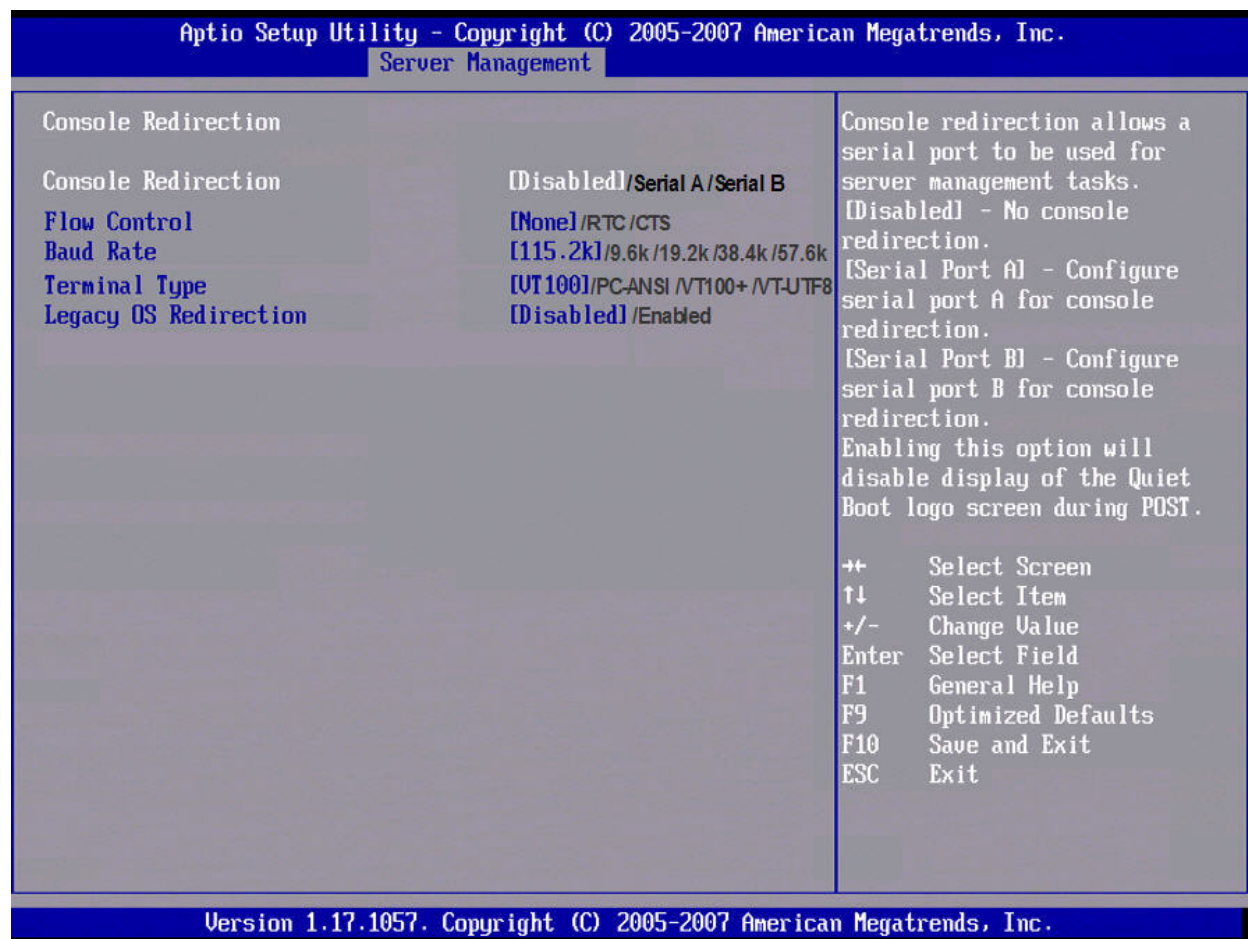 Aptio Setup Utility - Copyright (C) 2005-2007 American Megatrends, Inc.
Server Management
Console Redirection
Console Redirection [Disabled]/Serial A/Serial B
Flow Control [None]/RTC/CTS
Baud Rate [115.2k]/9.6k/19.2k/38.4k/57.6k
Terminal Type [VT100]/PC-ANSI/VT100+/VT-UTF8
Legacy OS Redirection [Disabled]/Enabled
Console redirection allows a
serial port to be used for
server management tasks.
[Disabled] - No console
redirection.
[Serial Port A] - Configure
serial port A for console
redirection.
[Serial Port B] - Configure
serial port B for console
redirection.
Enabling this option will
disable display of the Quiet
Boot logo screen during POST.
→← Select Screen
↑↓ Select Item
+/- Change Value
Enter Select Field
F1 General Help
F9 Optimized Defaults
F10 Save and Exit
ESC Exit
Version 1.17.1057. Copyright (C) 2005-2007 American Megatrends, Inc.